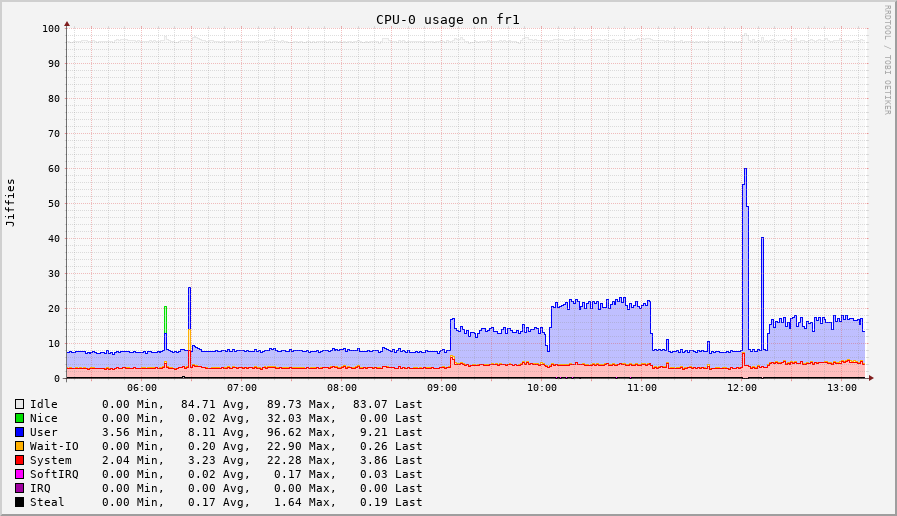 CPU-0 usage on fr1
RRDTOOL / TOBI OETIKER
Jiffies
100
90
80
70
60
50
40
30
20
10
0
06:00 07:00 08:00 09:00 10:00 11:00 12:00 13:00
Idle 0.00 Min, 84.71 Avg, 89.73 Max, 83.07 Last
Nice 0.00 Min, 0.02 Avg, 32.03 Max, 0.00 Last
User 3.56 Min, 8.11 Avg, 96.62 Max, 9.21 Last
Wait-IO 0.00 Min, 0.20 Avg, 22.90 Max, 0.26 Last
System 2.04 Min, 3.23 Avg, 22.28 Max, 3.86 Last
SoftIRQ 0.00 Min, 0.02 Avg, 0.17 Max, 0.03 Last
IRQ 0.00 Min, 0.00 Avg, 0.00 Max, 0.00 Last
Steal 0.00 Min, 0.17 Avg, 1.64 Max, 0.19 Last